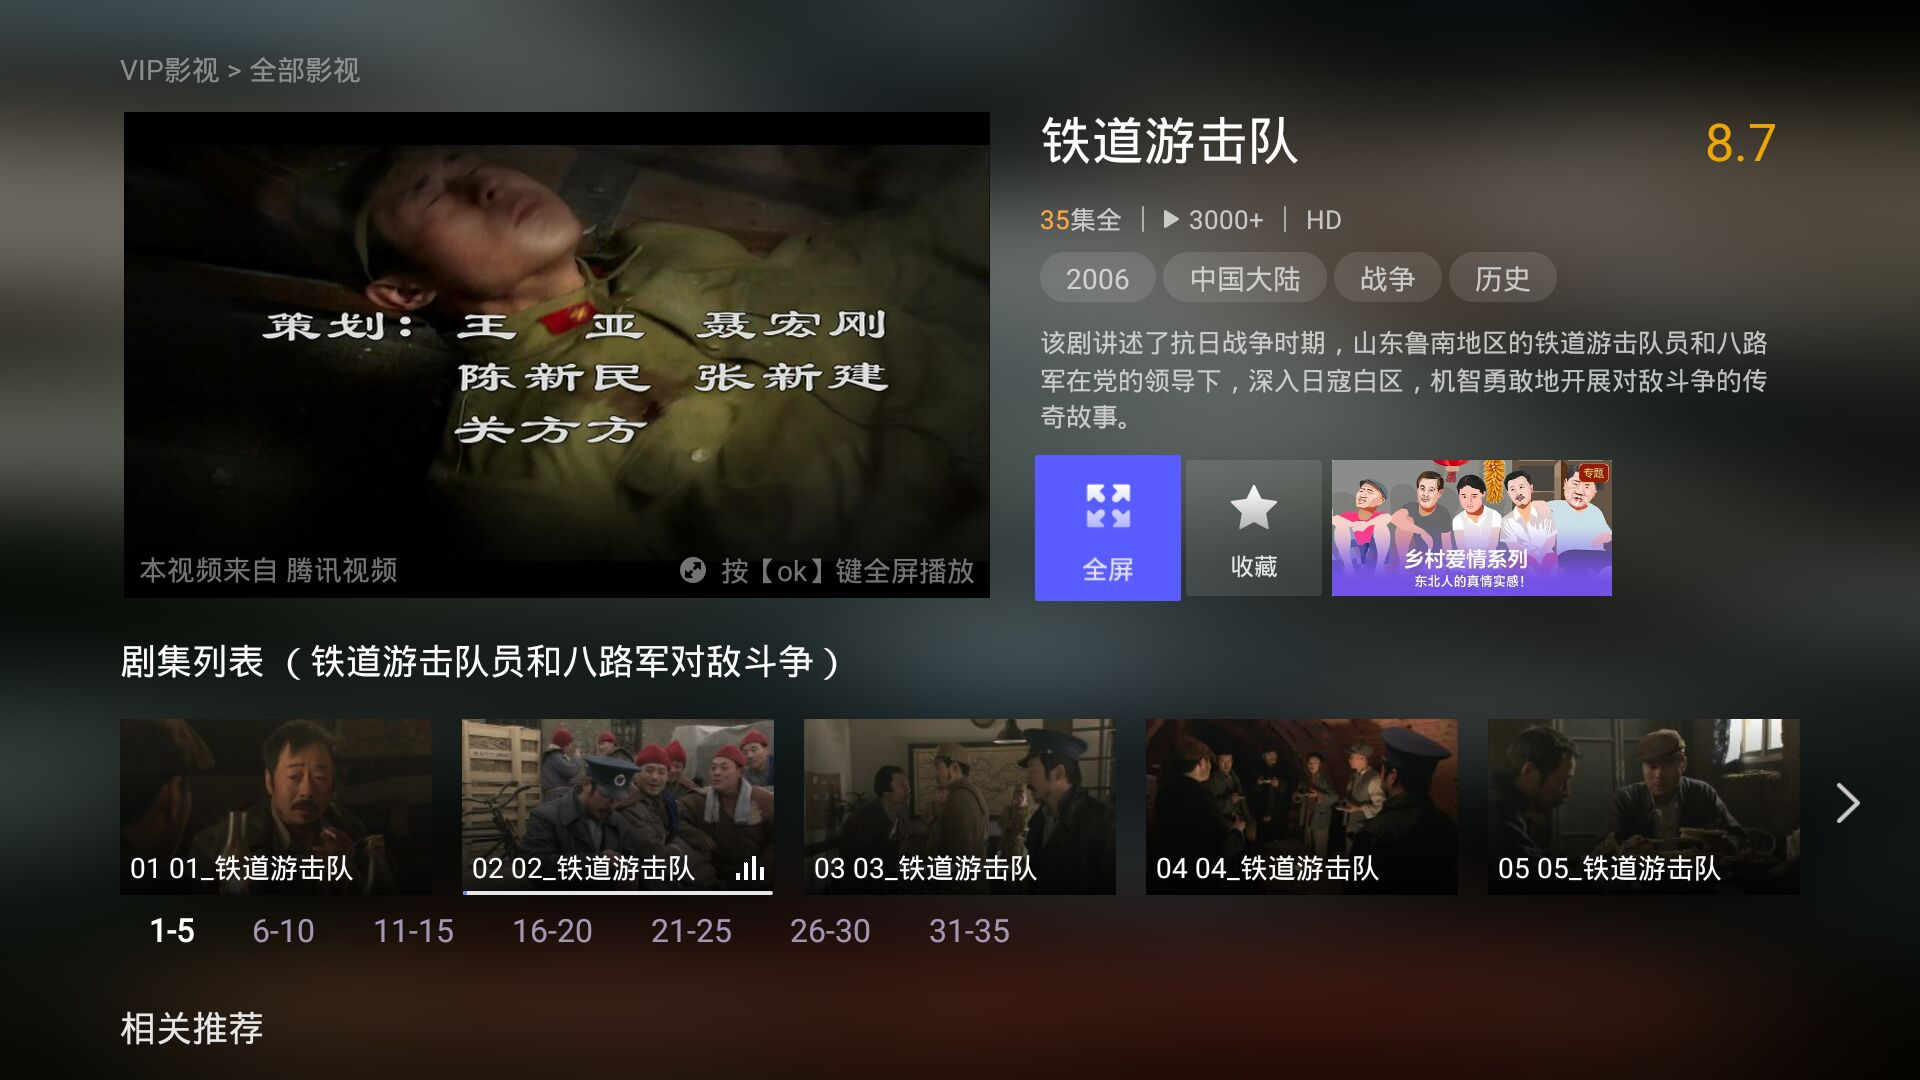 VIP影视 > 全部影视
策划： 王 亚 聂宏刚
陈新民 张新建
关方方
本视频来自 腾讯视频
按【ok】键全屏播放
铁道游击队
8.7
35集全 | 3000+ | HD
2006 中国大陆 战争 历史
该剧讲述了抗日战争时期，山东鲁南地区的铁道游击队员和八路
军在党的领导下，深入日寇白区，机智勇敢地开展对敌斗争的传
奇故事。
全屏
收藏
专题
乡村爱情系列
东北人的真情实感！
剧集列表 （铁道游击队员和八路军对敌斗争）
01 01_铁道游击队
02 02_铁道游击队
03 03_铁道游击队
04 04_铁道游击队
05 05_铁道游击队
1-5 6-10 11-15 16-20 21-25 26-30 31-35
相关推荐